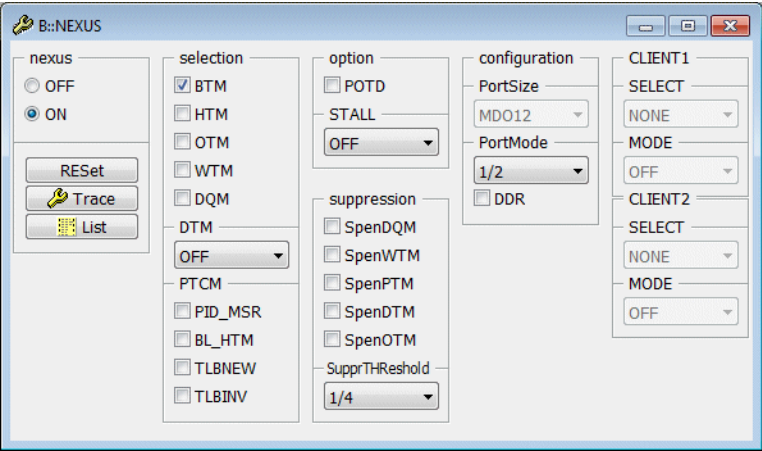 B::NEXUS
nexus
OFF
ON
RESet
Trace
List
selection
BTM
HTM
OTM
WTM
DQM
DTM
OFF
PTCM
PID_MSR
BL_HTM
TLBNEW
TLBINV
option
POTD
STALL
OFF
suppression
SpenDQM
SpenWTM
SpenPTM
SpenDTM
SpenOTM
SupprTHReshold
1/4
configuration
PortSize
MDO12
PortMode
1/2
DDR
CLIENT1
SELECT
NONE
MODE
OFF
CLIENT2
SELECT
NONE
MODE
OFF